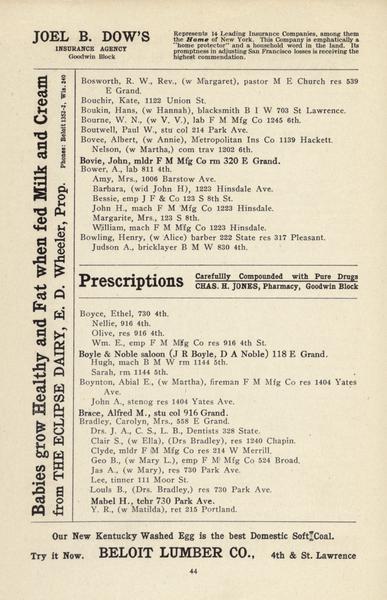 JOEL B. DOW'S
INSURANCE AGENCY
Goodwin Block
Represents 14 Leading Insurance Companies, among them
the Home of New York. This Company is emphatically a
"home protector" and a household word in the land. Its
promptness in adjusting San Francisco losses is receiving the
highest commendation.
Babies grow Healthy and Fat when fed Milk and Cream
from THE ECLIPSE DAIRY, E. D. Wheeler, Prop. Phones: Beloit 1353-2, Wis. 240
Bosworth, R. W., Rev., (w Margaret), pastor M E Church res 539
E Grand.
Bouchir, Kate, 1122 Union St.
Boukin, Hans, (w Hannah), blacksmith B I W 703 St Lawrence.
Bourne, W. N., (w V. V.), lab F M Mfg Co 1245 6th.
Boutwell, Paul W., stu col 214 Park Ave.
Bovee, Albert, (w Annie), Metropolitan Ins Co 1139 Hackett.
Nelson, (w Martha,) com trav 1202 6th.
Bovie, John, mldr F M Mfg Co rm 320 E Grand.
Bower, A., lab 811 4th.
Amy, Mrs., 1006 Barstow Ave.
Barbara, (wid John H), 1223 Hinsdale Ave.
Bessie, emp J F & Co 123 S 8th St.
John H., mach F M Mfg Co 1223 Hinsdale.
Margarite, Mrs., 123 S 8th.
William, mach F M Mfg Co 1223 Hinsdale.
Bowling, Henry, (w Alice) barber 222 State res 317 Pleasant.
Judson A., bricklayer B M W 830 4th.
Prescriptions
Carefully Compounded with Pure Drugs
CHAS. H. JONES, Pharmacy, Goodwin Block
Boyce, Ethel, 730 4th.
Nellie, 916 4th.
Olive, res 916 4th.
Wm. E., emp F M Mfg Co res 916 4th St.
Boyle & Noble saloon (J R Boyle, D A Noble) 118 E Grand.
Hugh, mach B M W rm 1144 5th.
Sarah, rm 1144 5th.
Boynton, Abial E., (w Martha), fireman F M Mfg Co res 1404 Yates
Ave.
John A., stenog res 1404 Yates Ave.
Brace, Alfred M., stu col 916 Grand.
Bradley, Carolyn, Mrs., 558 E Grand.
Drs. J. A., C. S., L. B., Dentists 328 State.
Clair S., (w Ella), (Drs Bradley), res 1240 Chapin.
Clyde, mldr F M Mfg Co res 214 W Merrill.
Geo B., (w Mary L.), emp F M Mfg Co 524 Broad.
Jas A., (w Mary), res 730 Park Ave.
Lee, tinner 111 Moor St.
Louis B., (Drs. Bradley,) res 730 Park Ave.
Mabel H., tchr 730 Park Ave.
Y. R., (w Matilda), ret 215 Portland.
Our New Kentucky Washed Egg is the best Domestic Soft Coal.
Try it Now. BELOIT LUMBER CO., 4th & St. Lawrence
44